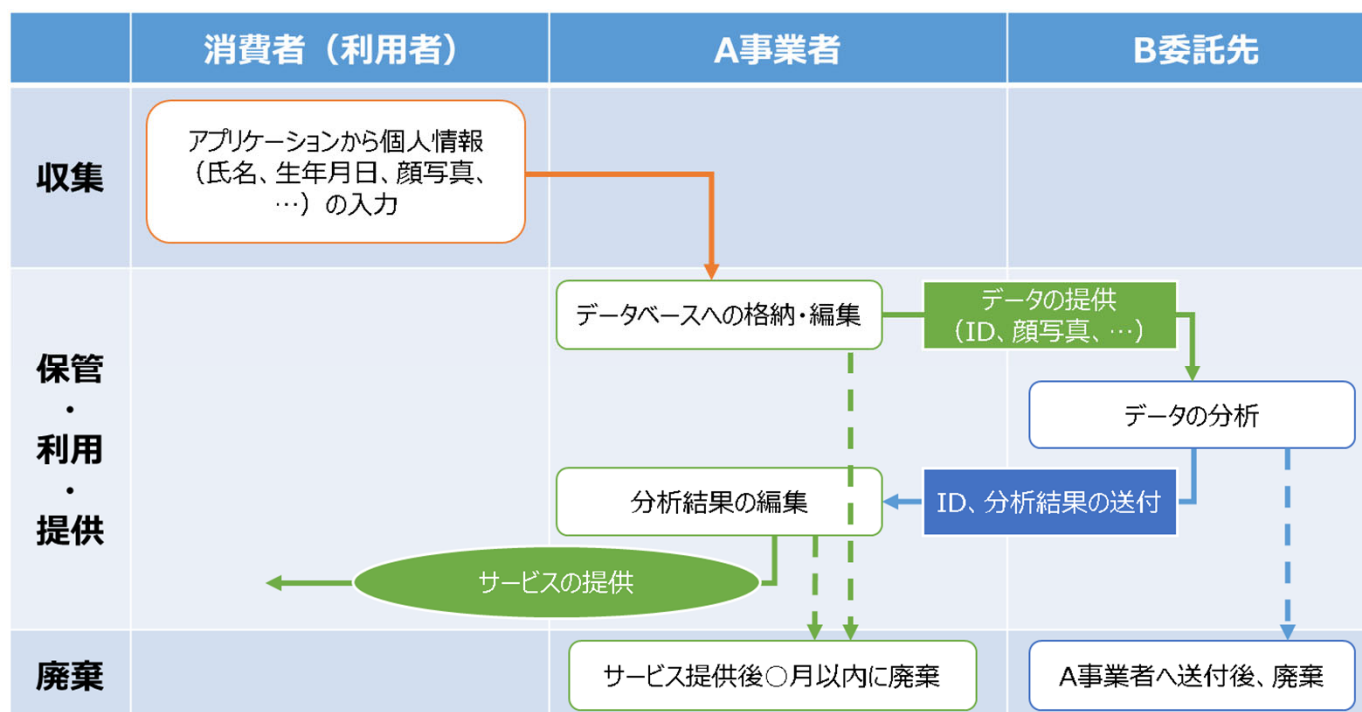 消費者（利用者）
A事業者
B委託先
収集
アプリケーションから個人情報
（氏名、生年月日、顔写真、
…）の入力
保管
・
利用
・
提供
データベースへの格納・編集
データの提供
（ID、顔写真、…）
データの分析
分析結果の編集
ID、分析結果の送付
サービスの提供
廃棄
サービス提供後○月以内に廃棄
A事業者へ送付後、廃棄